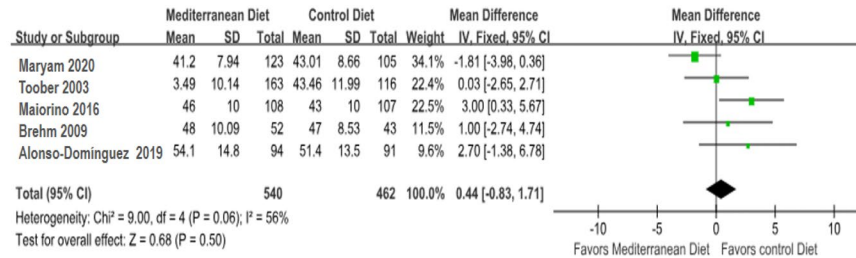 Mediterranean Diet Control Diet Mean Difference Mean Difference
Study or Subgroup Mean SD Total Mean SD Total Weight IV, Fixed, 95% CI IV, Fixed, 95% CI
Maryam 2020 41.2 7.94 123 43.01 8.66 105 34.1% -1.81 [-3.98, 0.36]
Toober 2003 3.49 10.14 163 43.46 11.99 116 22.4% 0.03 [-2.65, 2.71]
Maiorino 2016 46 10 108 43 10 107 22.5% 3.00 [0.33, 5.67]
Brehm 2009 48 10.09 52 47 8.53 43 11.5% 1.00 [-2.74, 4.74]
Alonso-Domínguez 2019 54.1 14.8 94 51.4 13.5 91 9.6% 2.70 [-1.38, 6.78]
Total (95% CI) 540 462 100.0% 0.44 [-0.83, 1.71]
Heterogeneity: Chi² = 9.00, df = 4 (P = 0.06); I² = 56%
Test for overall effect: Z = 0.68 (P = 0.50)
-10 -5 0 5 10
Favors Mediterranean Diet Favors control Diet